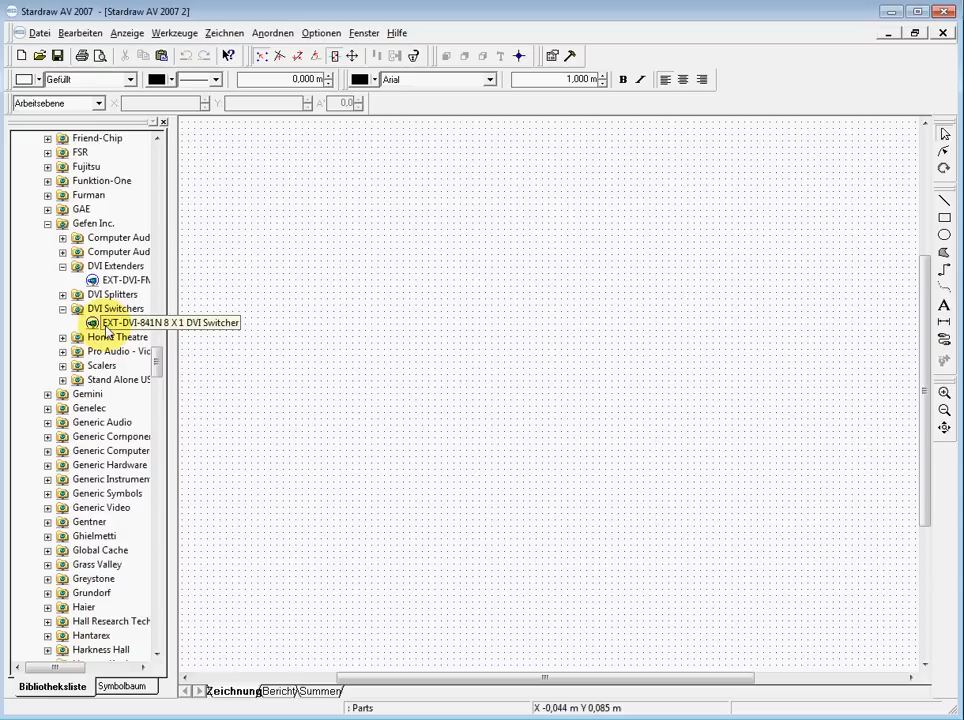 Stardraw AV 2007 - [Stardraw AV 2007 2]
Datei Bearbeiten Anzeige Werkzeuge Zeichnen Anordnen Optionen Fenster Hilfe
Gefüllt 0,000 m Arial 1,000 m B I
Arbeitsebene X Y: A° 0,0
Friend-Chip
FSR
Fujitsu
Funktion-One
Furman
GAE
Gefen Inc.
Computer Aud
Computer Aud
DVI Extenders
EXT-DVI-FM
DVI Splitters
DVI Switchers
EXT-DVI-841N 8 X 1 DVI Switcher
Home Theatre
Pro Audio - Vid
Scalers
Stand Alone US
Gemini
Genelec
Generic Audio
Generic Compone
Generic Computer
Generic Hardware
Generic Instrumen
Generic Symbols
Generic Video
Gentner
Ghielmetti
Global Cache
Grass Valley
Greystone
Grundorf
Haier
Hall Research Tech
Hantarex
Harkness Hall
Bibliotheksliste Symbolbaum
Zeichnung Bericht Summen
: Parts X -0,044 m Y 0,085 m